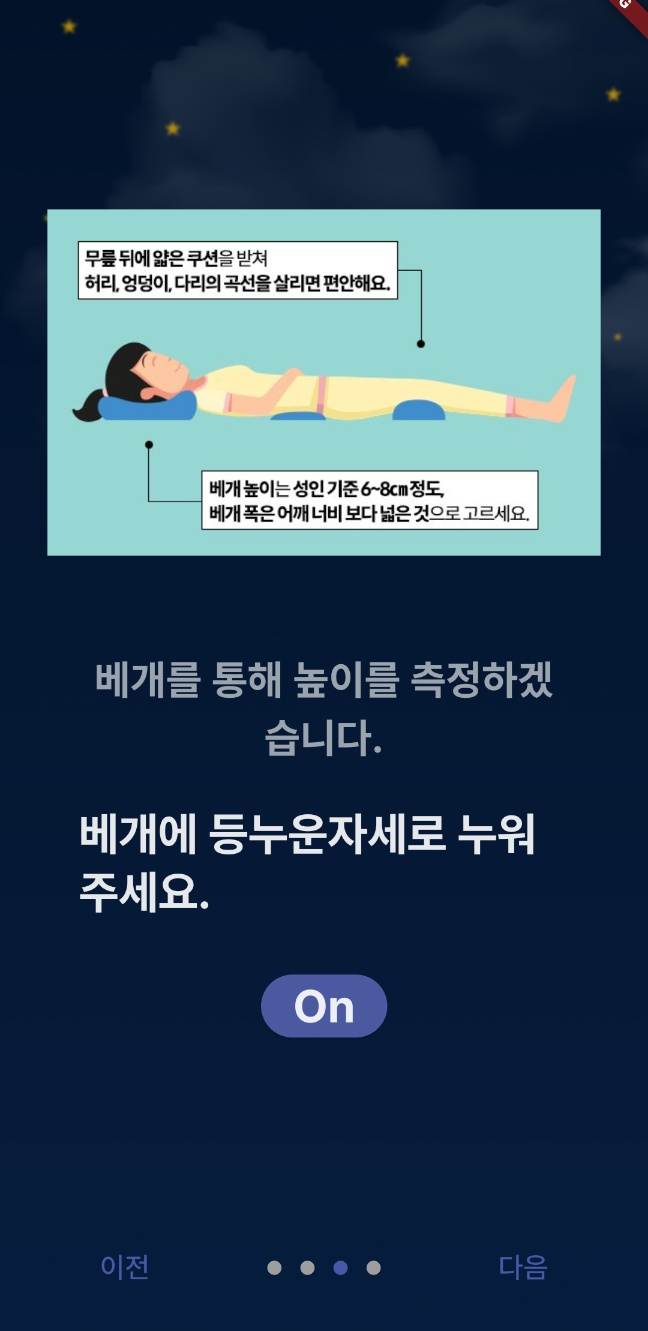 무릎 뒤에 얇은 쿠션을 받쳐
허리, 엉덩이, 다리의 곡선을 살리면 편안해요.
베개 높이는 성인 기준 6~8cm 정도,
베개 폭은 어깨 너비 보다 넓은 것으로 고르세요.
베개를 통해 높이를 측정하겠
습니다.
베개에 등누운자세로 누워
주세요.
On
이전
다음